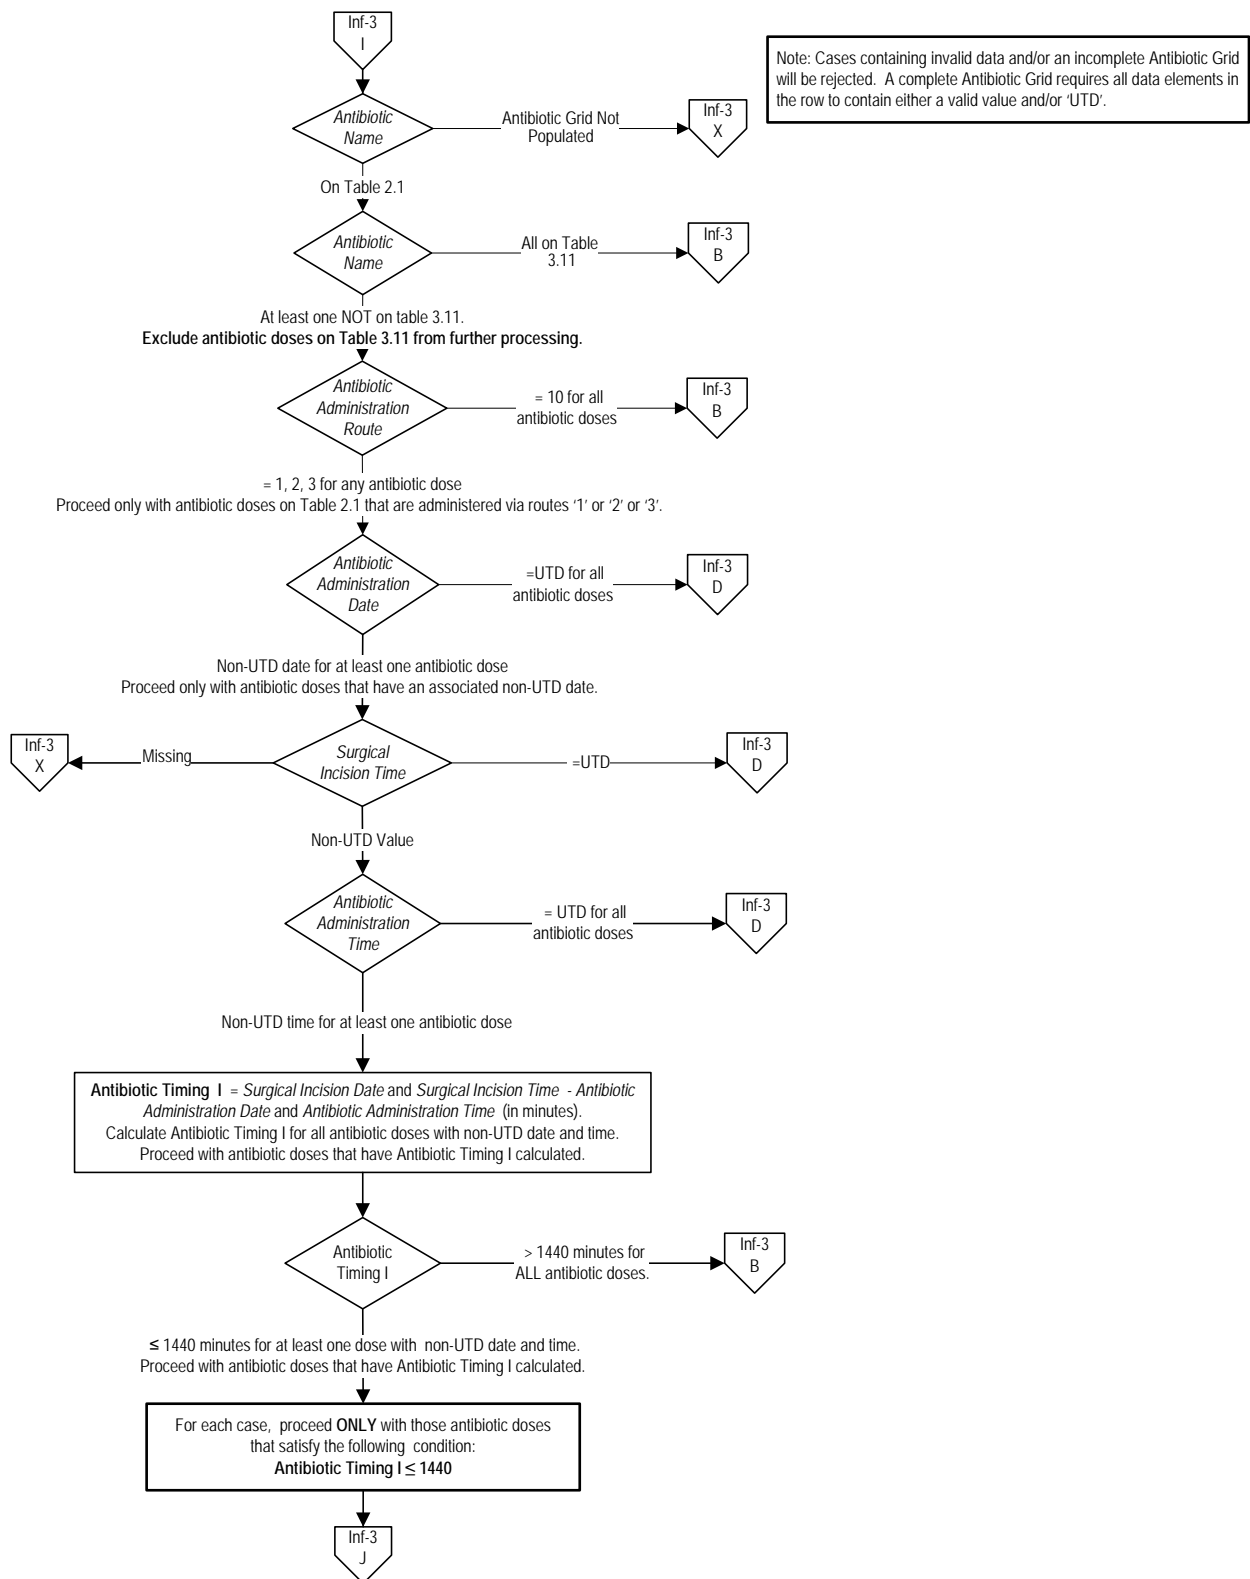 Inf-3
I
Note: Cases containing invalid data and/or an incomplete Antibiotic Grid
will be rejected. A complete Antibiotic Grid requires all data elements in
the row to contain either a valid value and/or ‘UTD’.
Antibiotic
Name
Antibiotic Grid Not
Populated
Inf-3
X
On Table 2.1
Antibiotic
Name
All on Table
3.11
Inf-3
B
At least one NOT on table 3.11.
Exclude antibiotic doses on Table 3.11 from further processing.
Antibiotic
Administration
Route
= 10 for all
antibiotic doses
Inf-3
B
= 1, 2, 3 for any antibiotic dose
Proceed only with antibiotic doses on Table 2.1 that are administered via routes ‘1’ or ‘2’ or ‘3’.
Antibiotic
Administration
Date
=UTD for all
antibiotic doses
Inf-3
D
Non-UTD date for at least one antibiotic dose
Proceed only with antibiotic doses that have an associated non-UTD date.
Inf-3
X
Missing
Surgical
Incision Time
=UTD
Inf-3
D
Non-UTD Value
Antibiotic
Administration
Time
= UTD for all
antibiotic doses
Inf-3
D
Non-UTD time for at least one antibiotic dose
Antibiotic Timing I = Surgical Incision Date and Surgical Incision Time - Antibiotic
Administration Date and Antibiotic Administration Time (in minutes).
Calculate Antibiotic Timing I for all antibiotic doses with non-UTD date and time.
Proceed with antibiotic doses that have Antibiotic Timing I calculated.
Antibiotic
Timing I
> 1440 minutes for
ALL antibiotic doses.
Inf-3
B
≤ 1440 minutes for at least one dose with non-UTD date and time.
Proceed with antibiotic doses that have Antibiotic Timing I calculated.
For each case, proceed ONLY with those antibiotic doses
that satisfy the following condition:
Antibiotic Timing I ≤ 1440
Inf-3
J